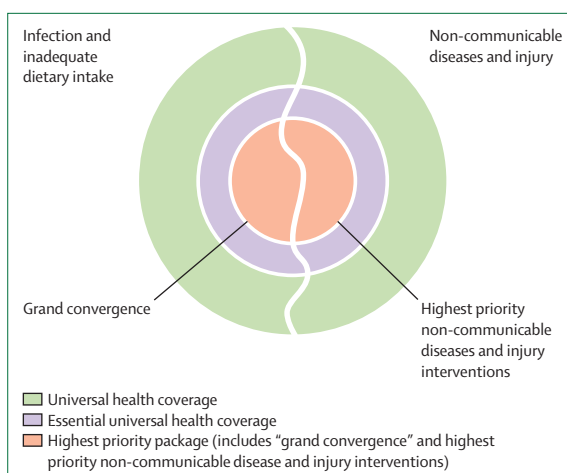 Infection and
inadequate
dietary intake
Non-communicable
diseases and injury
Grand convergence
Highest priority
non-communicable
diseases and injury
interventions
Universal health coverage
Essential universal health coverage
Highest priority package (includes “grand convergence” and highest
priority non-communicable disease and injury interventions)